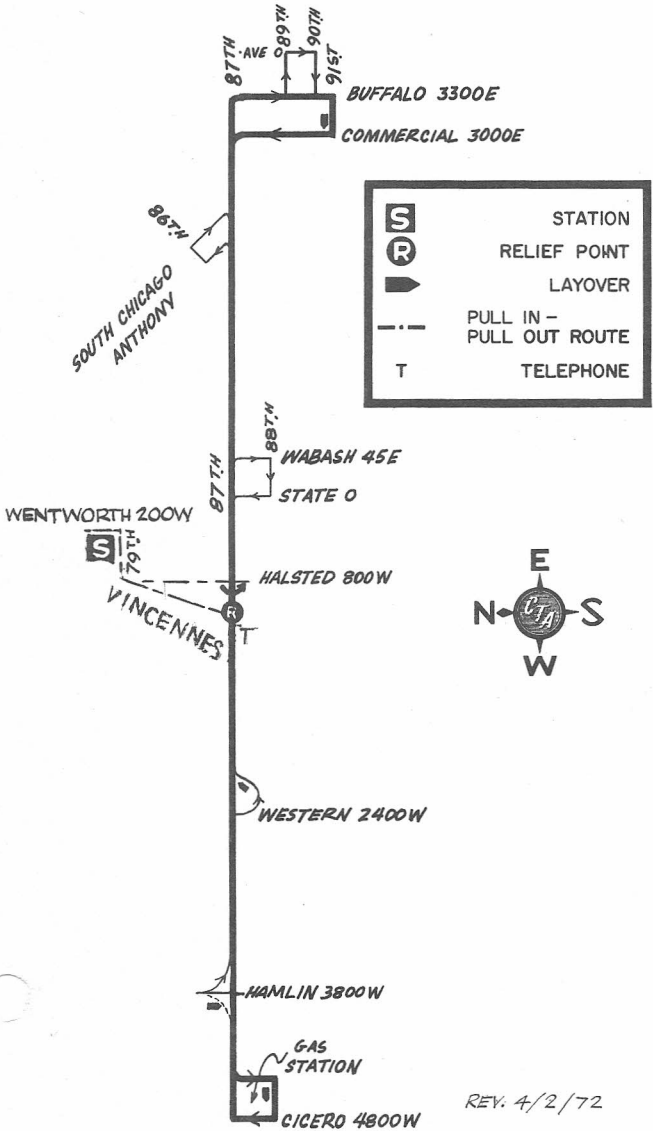 87TH
AVE O
89TH
90TH
91ST
BUFFALO 3300E
COMMERCIAL 3000E
86TH
SOUTH CHICAGO
ANTHONY
S STATION
R RELIEF POINT
LAYOVER
PULL IN –
PULL OUT ROUTE
T TELEPHONE
88TH
WABASH 45E
87TH
STATE 0
WENTWORTH 200W
S
79TH
HALSTED 800W
VINCENNES
R
T
E
N CTA S
W
WESTERN 2400W
HAMLIN 3800W
GAS
STATION
CICERO 4800W
REV. 4/2/72